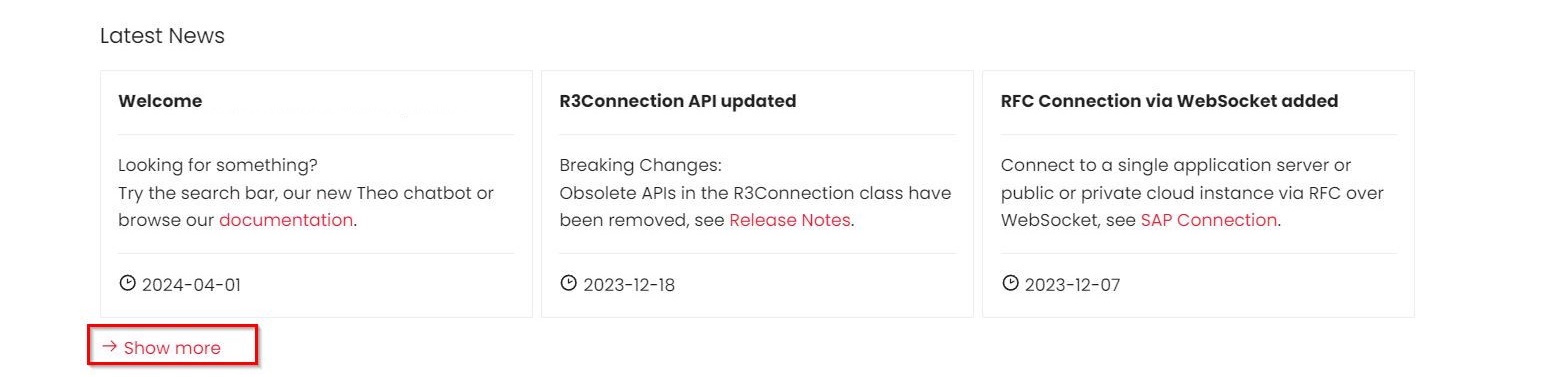 Latest News
Welcome
Looking for something?
Try the search bar, our new Theo chatbot or
browse our documentation.
2024-04-01
R3Connection API updated
Breaking Changes:
Obsolete APIs in the R3Connection class have
been removed, see Release Notes.
2023-12-18
RFC Connection via WebSocket added
Connect to a single application server or
public or private cloud instance via RFC over
WebSocket, see SAP Connection.
2023-12-07
→ Show more